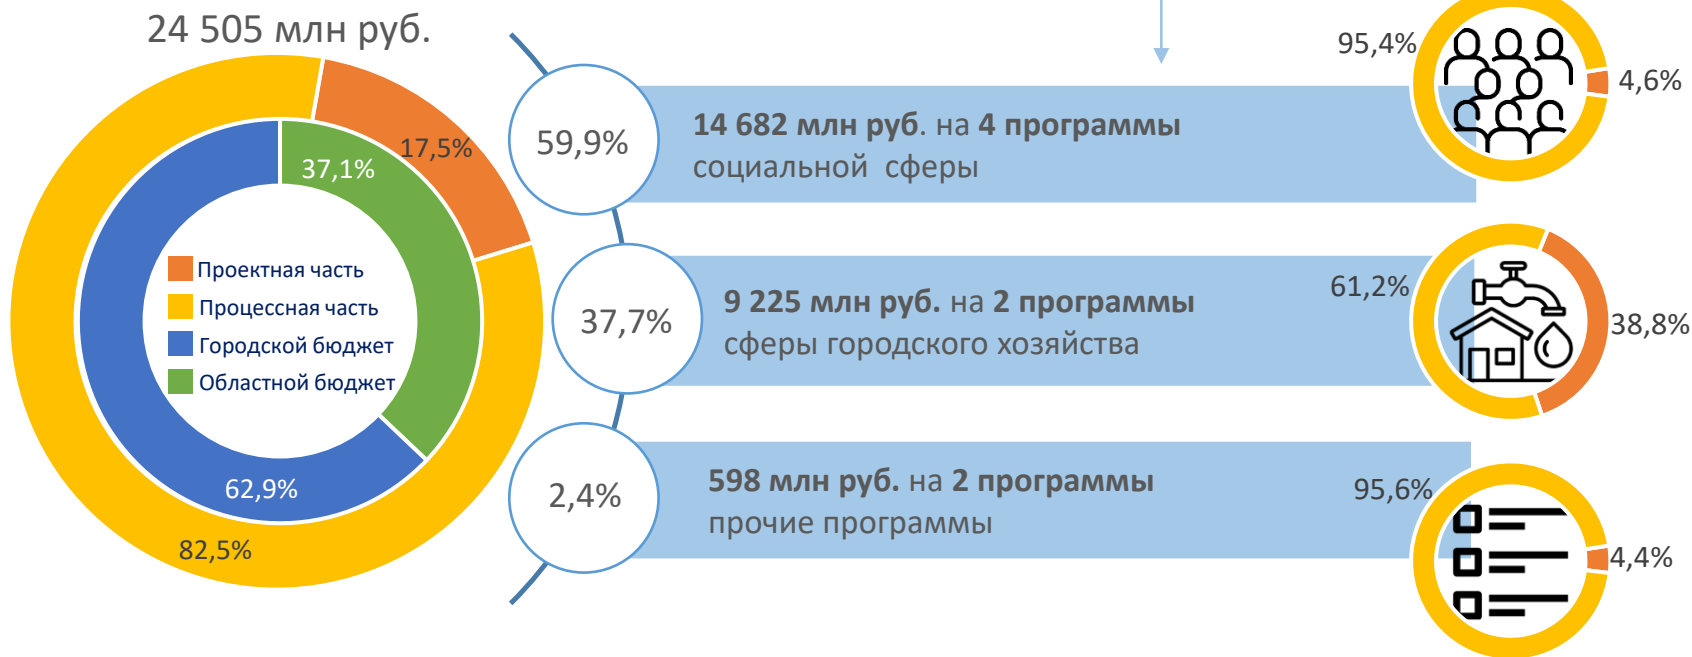 24 505 млн руб.
17,5%
37,1%
Проектная часть
Процессная часть
Городской бюджет
Областной бюджет
62,9%
82,5%
59,9%
14 682 млн руб. на 4 программы
социальной сферы
95,4%
4,6%
37,7%
9 225 млн руб. на 2 программы
сферы городского хозяйства
61,2%
38,8%
2,4%
598 млн руб. на 2 программы
прочие программы
95,6%
4,4%